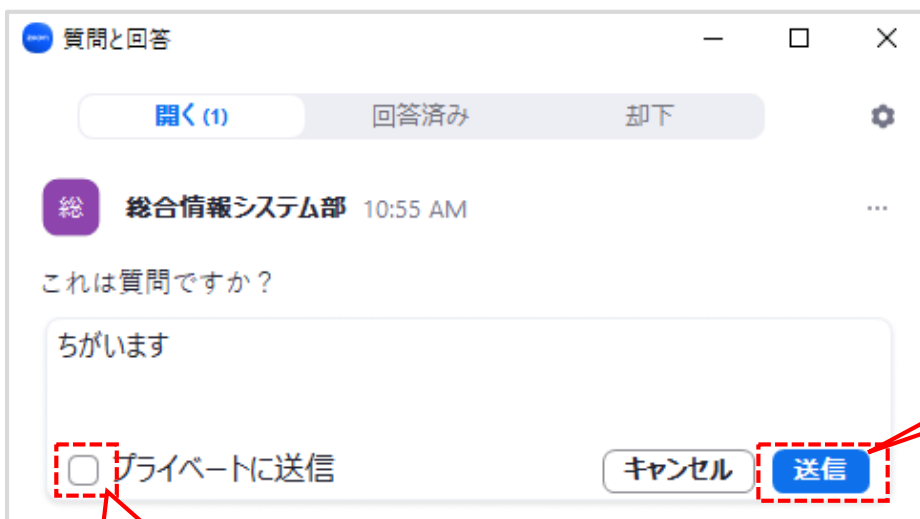 zoom 質問と回答
開く(1) 回答済み 却下
総 総合情報システム部 10:55 AM
これは質問ですか？
ちがいます
プライベートに送信 キャンセル 送信